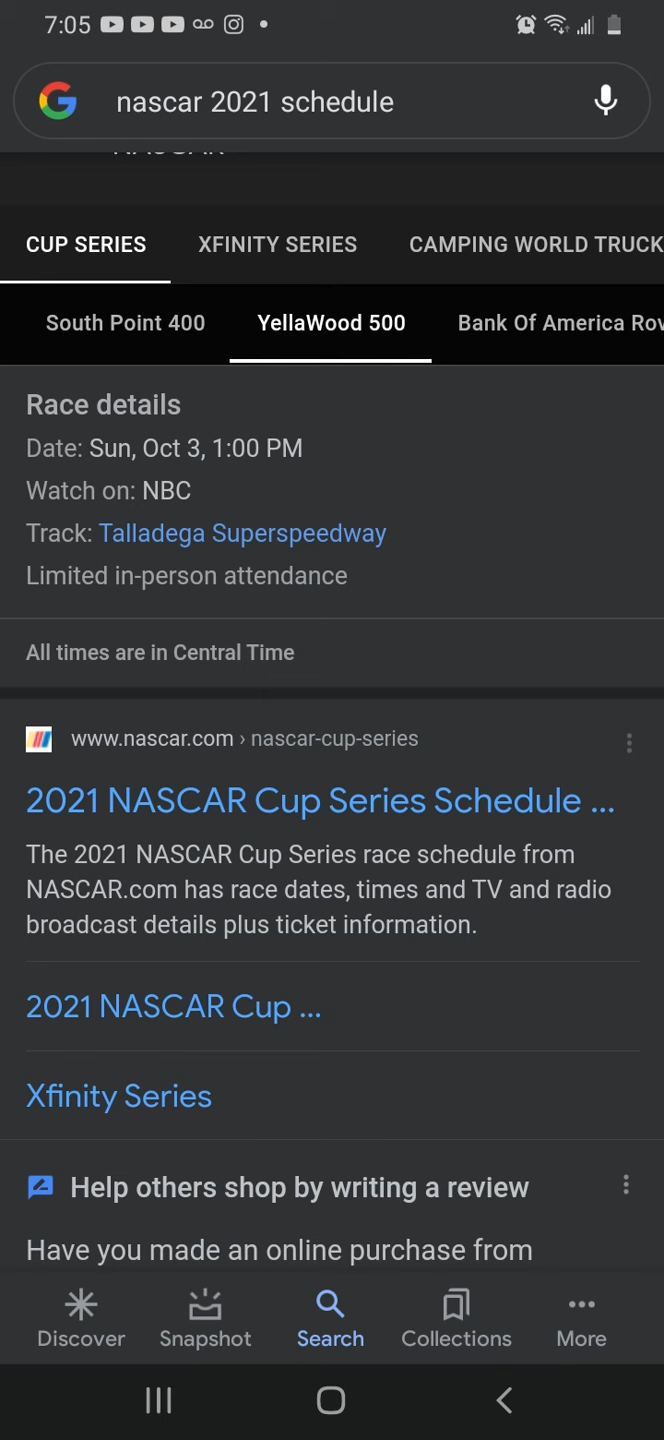 7:05
nascar 2021 schedule
CUP SERIES XFINITY SERIES CAMPING WORLD TRUCK
South Point 400 YellaWood 500 Bank Of America Rov
Race details
Date: Sun, Oct 3, 1:00 PM
Watch on: NBC
Track: Talladega Superspeedway
Limited in-person attendance
All times are in Central Time
www.nascar.com › nascar-cup-series
2021 NASCAR Cup Series Schedule ...
The 2021 NASCAR Cup Series race schedule from
NASCAR.com has race dates, times and TV and radio
broadcast details plus ticket information.
2021 NASCAR Cup ...
Xfinity Series
Help others shop by writing a review
Have you made an online purchase from
Discover Snapshot Search Collections More